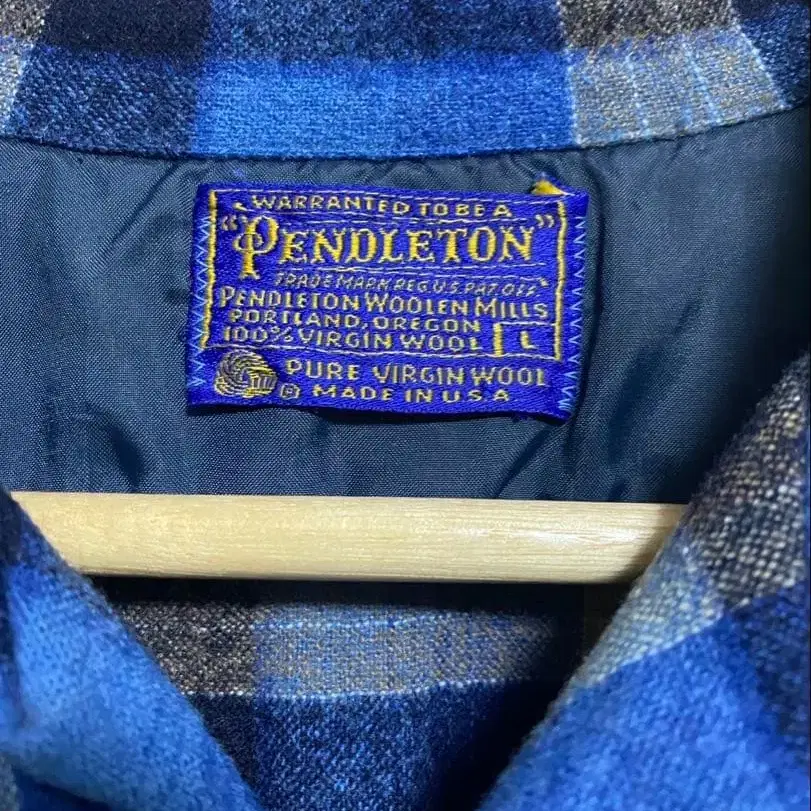 WARRANTED TO BE A
"PENDLETON"
TRADE MARK REG. U.S. PAT. OFF.
PENDLETON WOOLEN MILLS
PORTLAND, OREGON
100% VIRGIN WOOL L
PURE VIRGIN WOOL
® MADE IN U.S.A